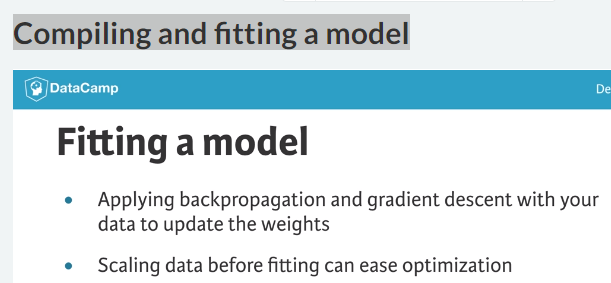 Compiling and fitting a model
DataCamp
De
Fitting a model
• Applying backpropagation and gradient descent with your
data to update the weights
• Scaling data before fitting can ease optimization